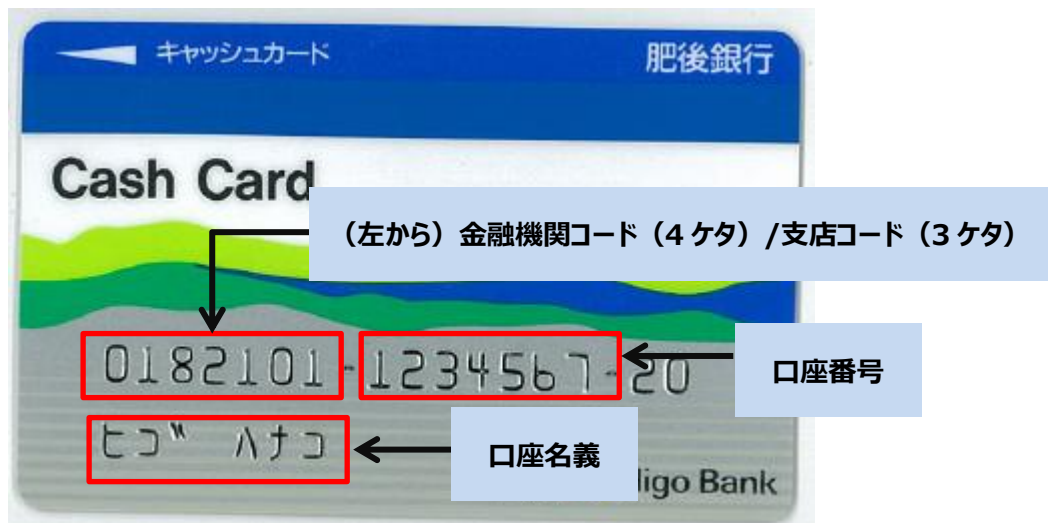 キャッシュカード 肥後銀行
Cash Card
（左から）金融機関コード（4 ケタ）/支店コード（3 ケタ）
0182101-1234567-20
口座番号
ヒゴ ハナコ
口座名義
igo Bank